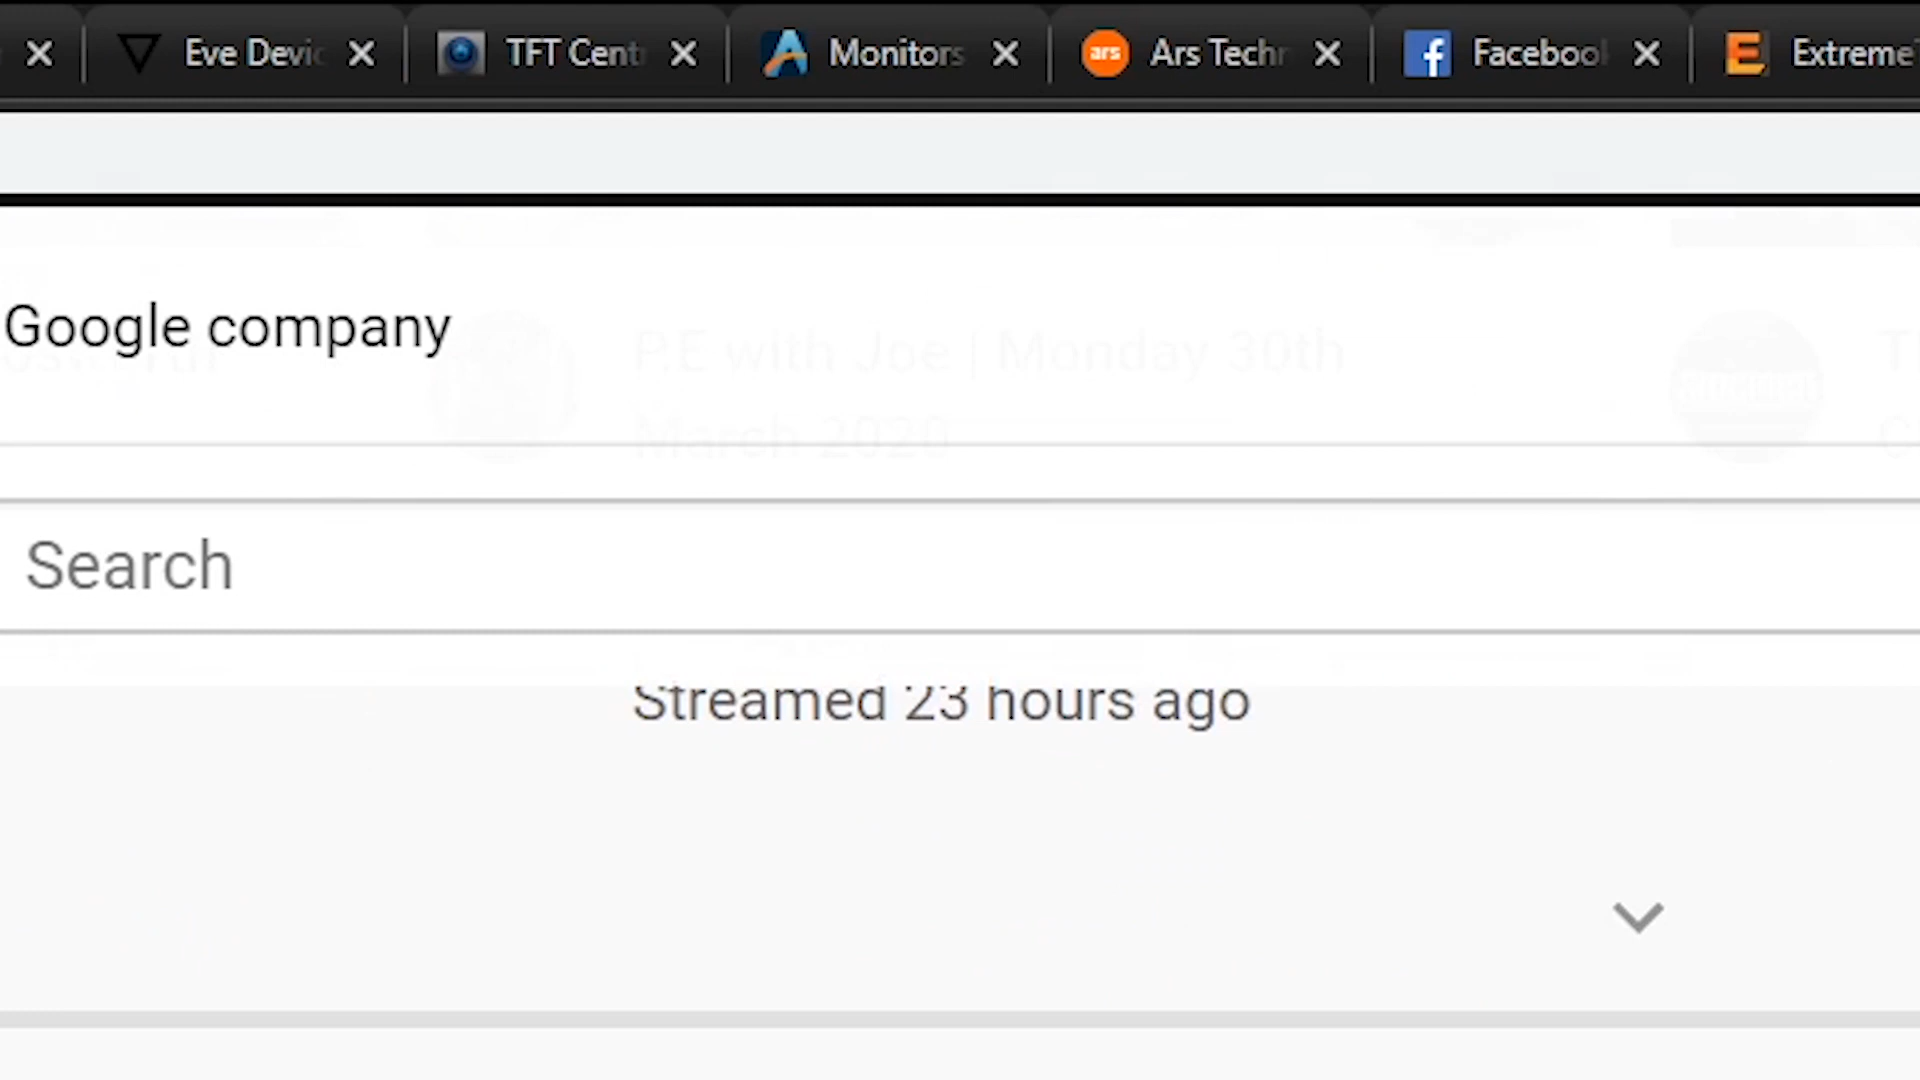 Eve Devic
TFT Cent
Monitors
ars
Ars Techn
Faceboo
Extreme
Google company
P.E with Joe | Monday 30th
March 2020
Search
Streamed 23 hours ago